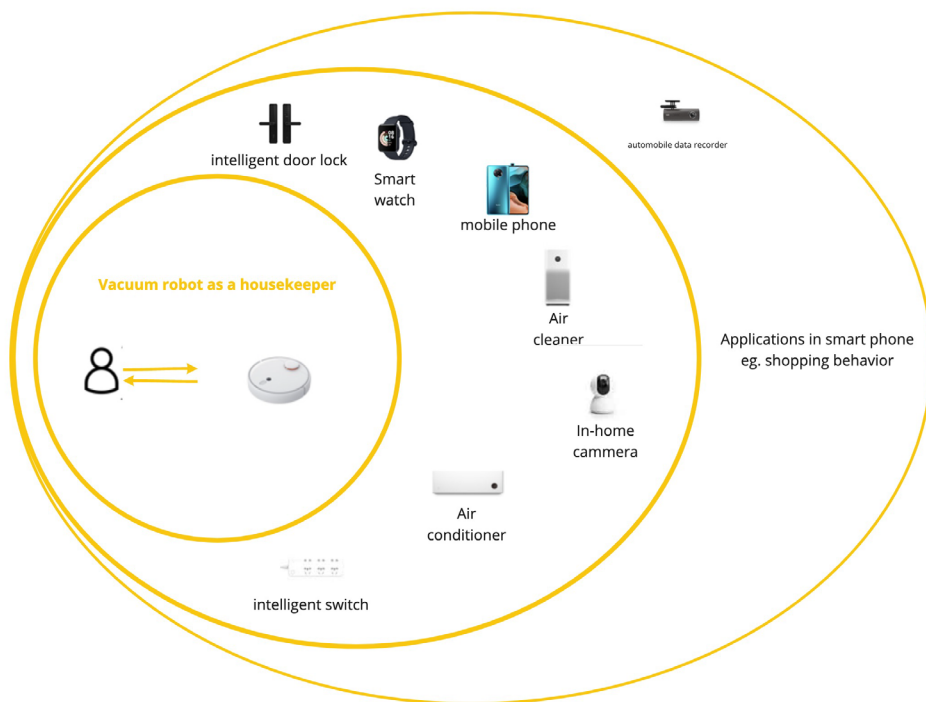 intelligent door lock
Smart
watch
automobile data recorder
mobile phone
Vacuum robot as a housekeeper
Air
cleaner
Applications in smart phone
eg. shopping behavior
In-home
cammera
Air
conditioner
intelligent switch